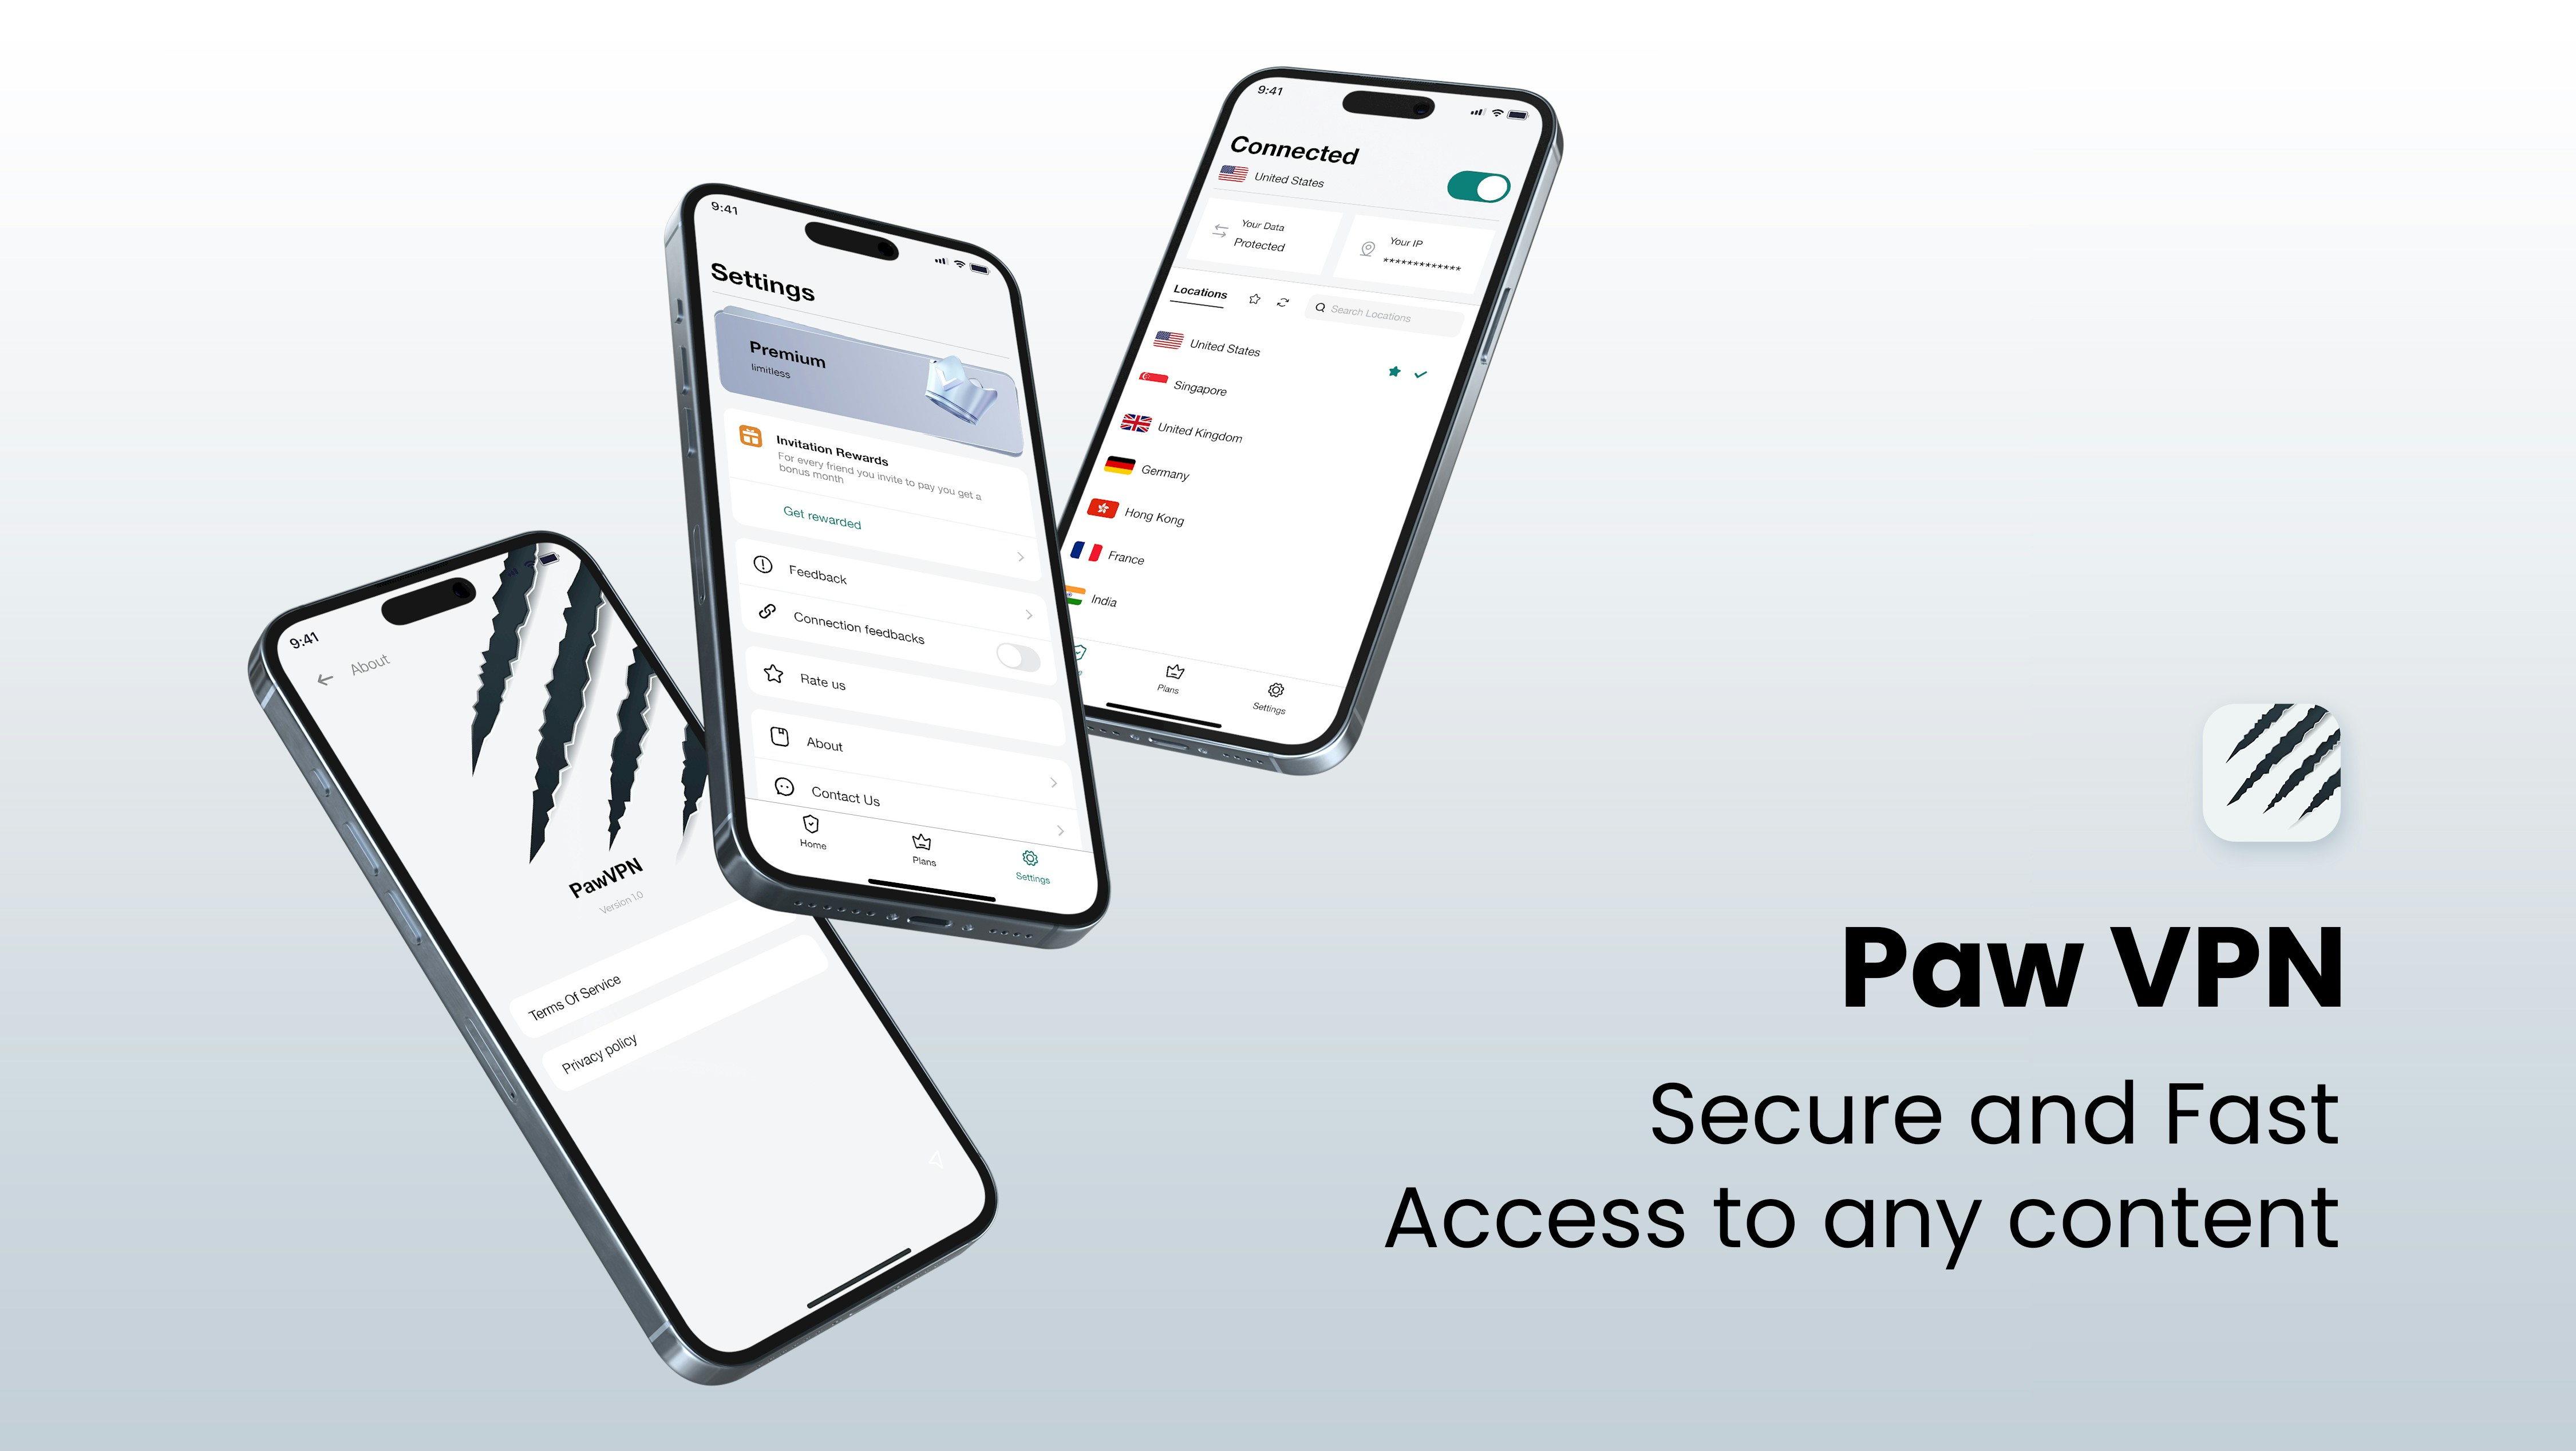 9:41
About
PawVPN
Version 1.0
Terms Of Service
Privacy policy
9:41
Settings
Premium
limitless
Invitation Rewards
For every friend you invite to pay you get a
bonus month
Get rewarded
Feedback
Connection feedbacks
Rate us
About
Contact Us
Home
Plans
Settings
9:41
Connected
United States
Your Data
Protected
Your IP
*************
Locations
Search Locations
United States
Singapore
United Kingdom
Germany
Hong Kong
France
India
Plans
Settings
Paw VPN
Secure and Fast
Access to any content